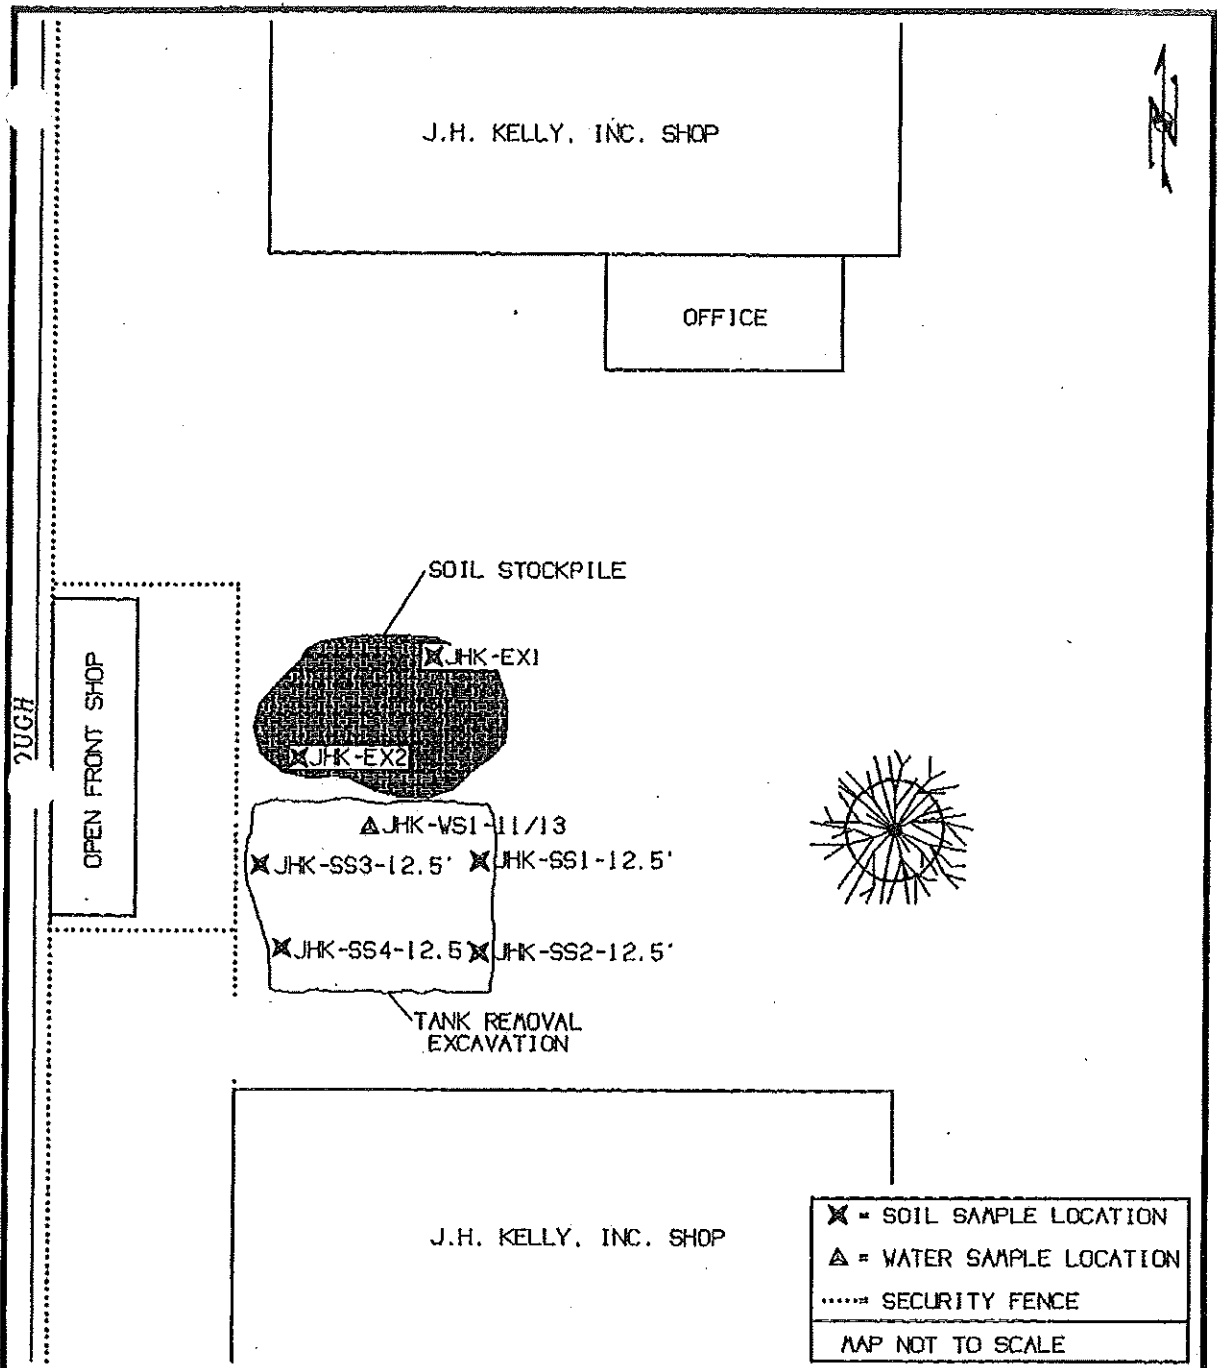 J.H. KELLY, INC. SHOP
OFFICE
SOIL STOCKPILE
JHK-EX1
JHK-EX2
OPEN FRONT SHOP
JHK-WS1-11/13
JHK-SS3-12.5'
JHK-SS1-12.5'
JHK-SS4-12.5
JHK-SS2-12.5'
TANK REMOVAL
EXCAVATION
J.H. KELLY, INC. SHOP
= SOIL SAMPLE LOCATION
= WATER SAMPLE LOCATION
= SECURITY FENCE
MAP NOT TO SCALE